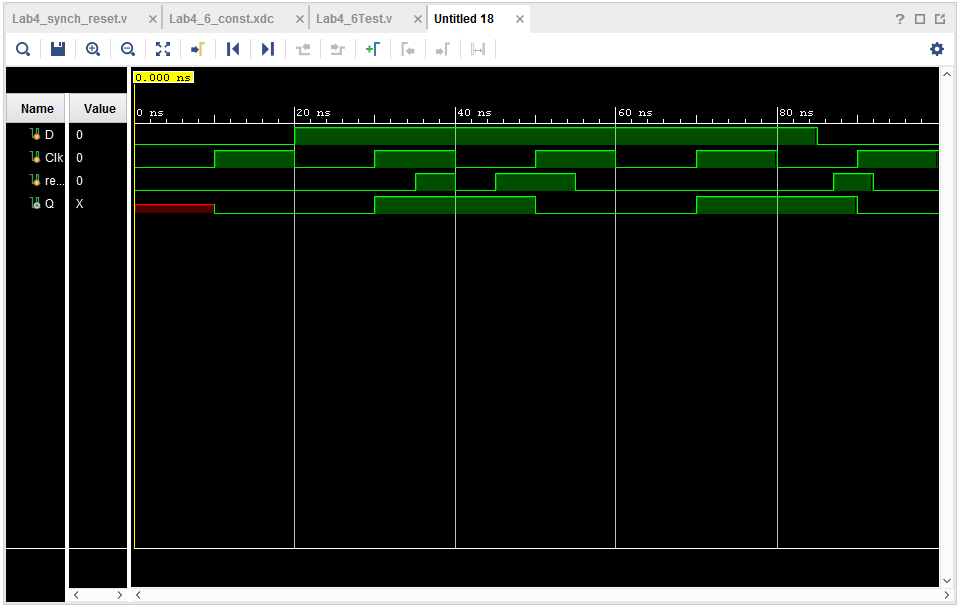 Lab4_synch_reset.v × Lab4_6_const.xdc × Lab4_6Test.v × Untitled 18 × ?
0.000 ns
Name Value
0 ns 20 ns 40 ns 60 ns 80 ns
D 0
Clk 0
re... 0
Q X